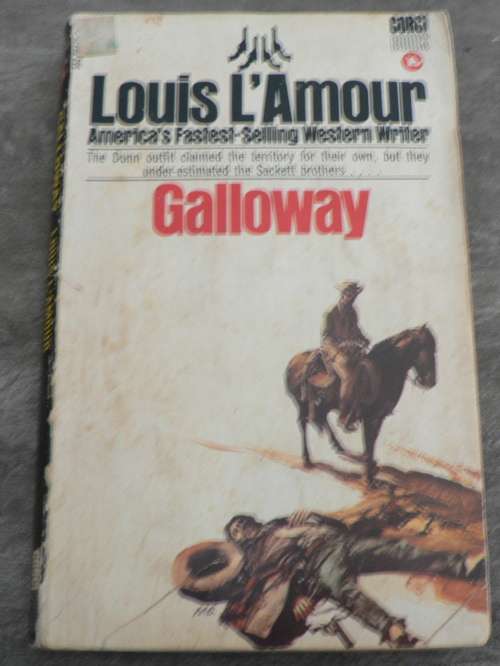 CORGI
BOOKS
Louis L'Amour
America's Fastest-Selling Western Writer
The Dunn outfit claimed the territory for their own, but they
under-estimated the Sackett brothers . . . .
Galloway